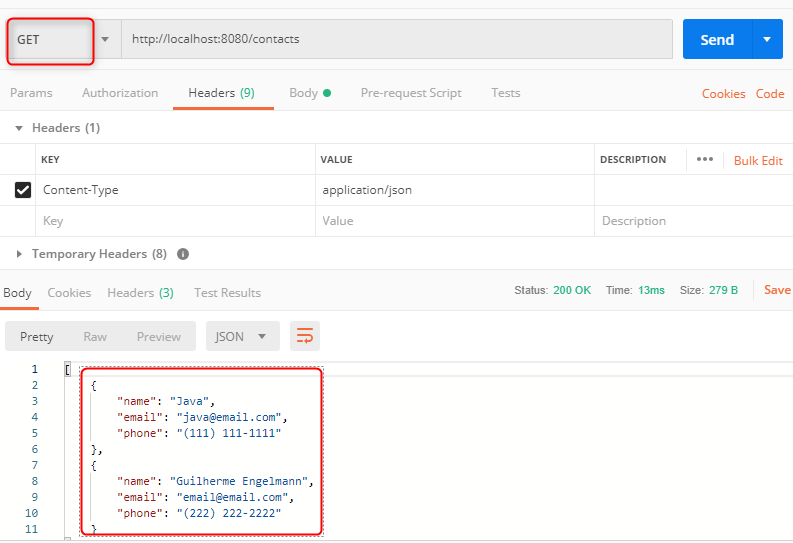 GET http://localhost:8080/contacts Send
Params Authorization Headers (9) Body Pre-request Script Tests Cookies Code
Headers (1)
KEY VALUE DESCRIPTION ••• Bulk Edit
Content-Type application/json
Key Value Description
Temporary Headers (8) i
Body Cookies Headers (3) Test Results Status: 200 OK Time: 13ms Size: 279 B Save
Pretty Raw Preview JSON
1 [
2 {
3 "name": "Java",
4 "email": "java@email.com",
5 "phone": "(111) 111-1111"
6 },
7 {
8 "name": "Guilherme Engelmann",
9 "email": "email@email.com",
10 "phone": "(222) 222-2222"
11 }